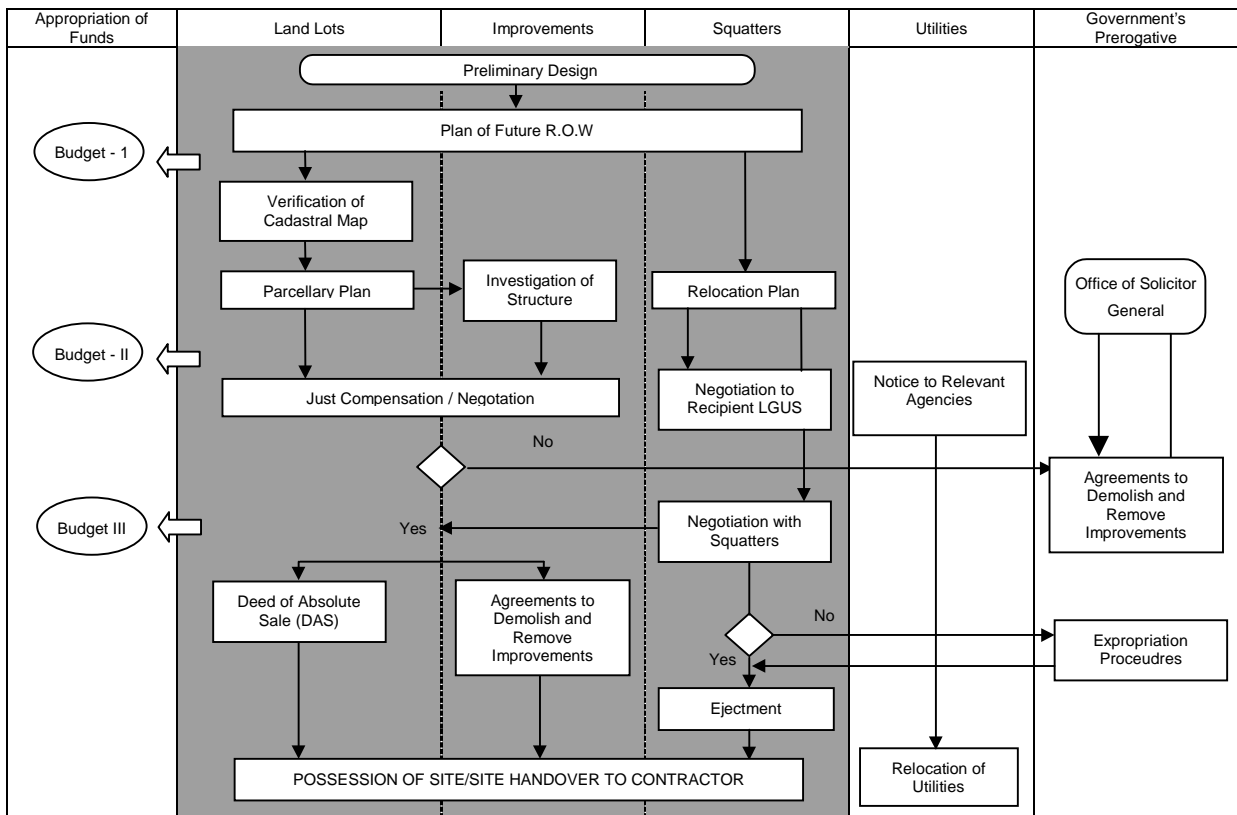 Appropriation of
Funds
Land Lots
Improvements
Squatters
Utilities
Government's
Prerogative
Preliminary Design
Plan of Future R.O.W
Budget - 1
Verification of
Cadastral Map
Parcellary Plan
Investigation of
Structure
Relocation Plan
Office of Solicitor
General
Budget - II
Just Compensation / Negotation
Negotiation to
Recipient LGUS
Notice to Relevant
Agencies
No
Agreements to
Demolish and
Remove
Improvements
Budget III
Yes
Negotiation with
Squatters
Deed of Absolute
Sale (DAS)
Agreements to
Demolish and
Remove
Improvements
No
Yes
Expropriation
Proceudres
Ejectment
POSSESSION OF SITE/SITE HANDOVER TO CONTRACTOR
Relocation of
Utilities